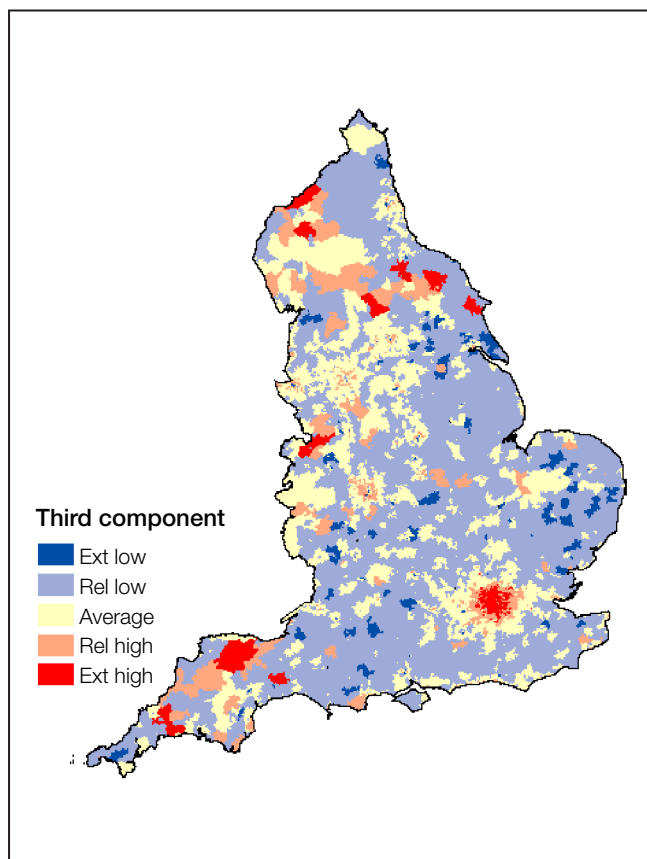 Third component
Ext low
Rel low
Average
Rel high
Ext high